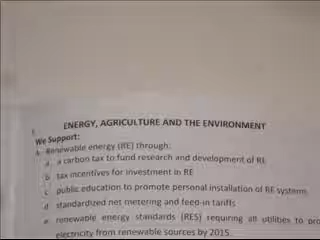 ENERGY, AGRICULTURE AND THE ENVIRONMENT
We Support:
Renewable energy (RE) through:
a. a carbon tax to fund research and development of RE
b tax incentives for investment in RE
c public education to promote personal installation of RE systems
d standardized net metering and feed-in tariffs
e renewable energy standards (RES) requiring all utilities to
electricity from renewable sources by 2015.